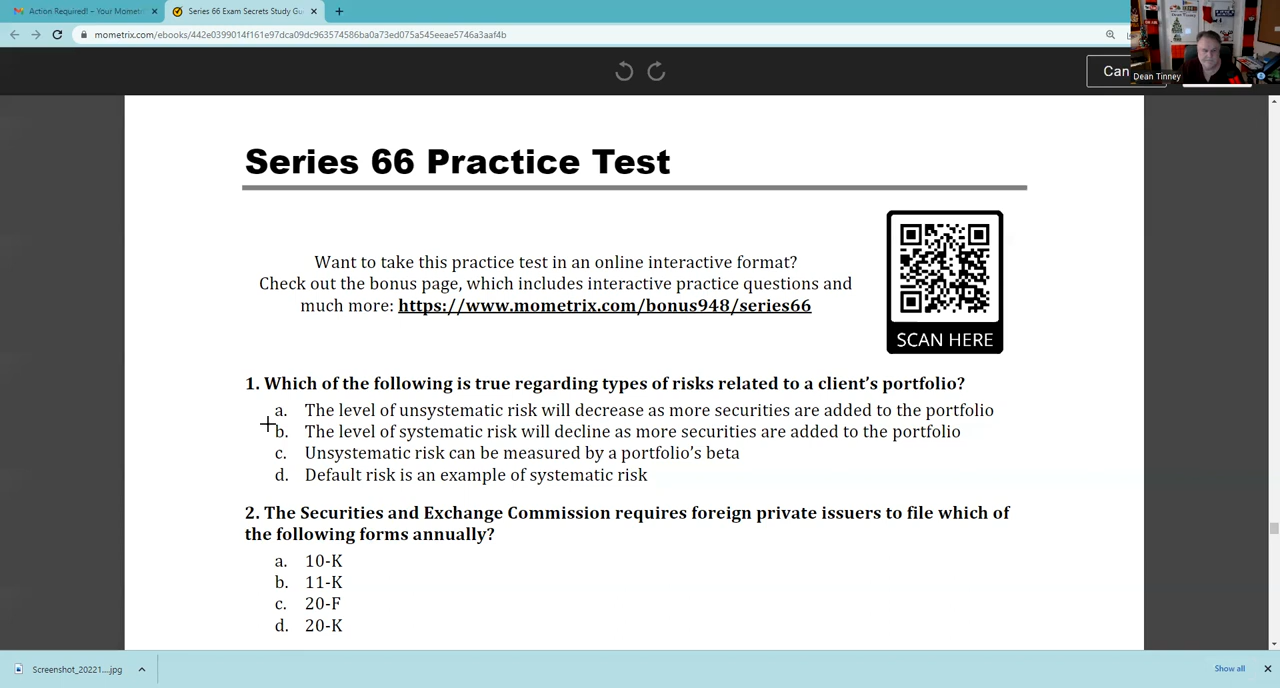 Action Required! – Your Momet
Series 66 Exam Secrets Study Gu
mometrix.com/ebooks/442e0399014f161e97dca09dc963574586ba0a73ed075a545eeae5746a3aaf4b
Can
Dean Tinney
Series 66 Practice Test
Want to take this practice test in an online interactive format?
Check out the bonus page, which includes interactive practice questions and
much more: https://www.mometrix.com/bonus948/series66
SCAN HERE
1. Which of the following is true regarding types of risks related to a client’s portfolio?
a. The level of unsystematic risk will decrease as more securities are added to the portfolio
b. The level of systematic risk will decline as more securities are added to the portfolio
c. Unsystematic risk can be measured by a portfolio’s beta
d. Default risk is an example of systematic risk
2. The Securities and Exchange Commission requires foreign private issuers to file which of
the following forms annually?
a. 10-K
b. 11-K
c. 20-F
d. 20-K
Screenshot_20221....jpg
Show all